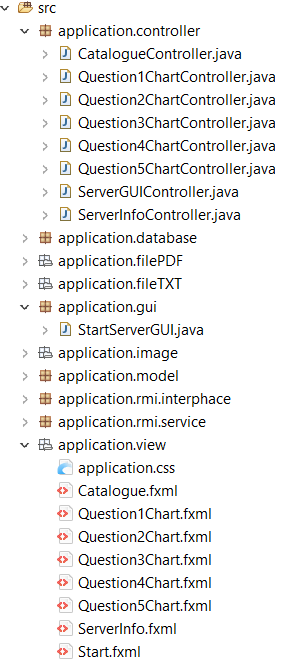 src
application.controller
CatalogueController.java
Question1ChartController.java
Question2ChartController.java
Question3ChartController.java
Question4ChartController.java
Question5ChartController.java
ServerGUIController.java
ServerInfoController.java
application.database
application.filePDF
application.fileTXT
application.gui
StartServerGUI.java
application.image
application.model
application.rmi.interphace
application.rmi.service
application.view
application.css
Catalogue.fxml
Question1Chart.fxml
Question2Chart.fxml
Question3Chart.fxml
Question4Chart.fxml
Question5Chart.fxml
ServerInfo.fxml
Start.fxml